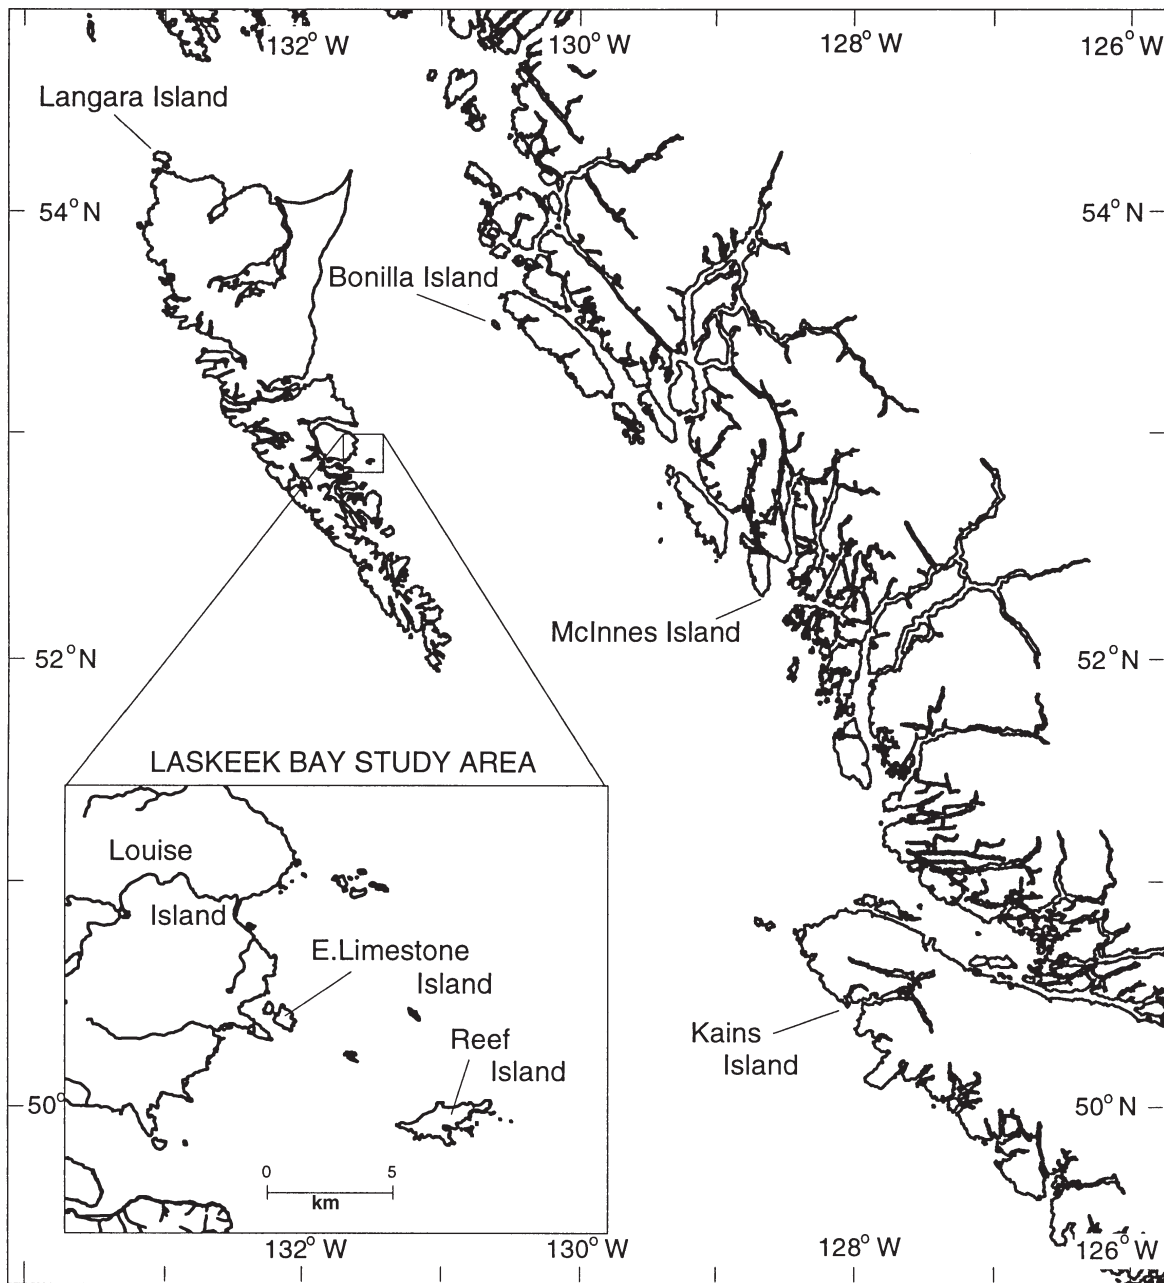 132° W
130° W
128° W
126° W
Langara Island
54° N
54° N
Bonilla Island
McInnes Island
52° N
52° N
LASKEEK BAY STUDY AREA
Louise
Island
E.Limestone
Island
Reef
Island
Kains
Island
50°
50° N
0
5
km
132° W
130° W
128° W
126° W